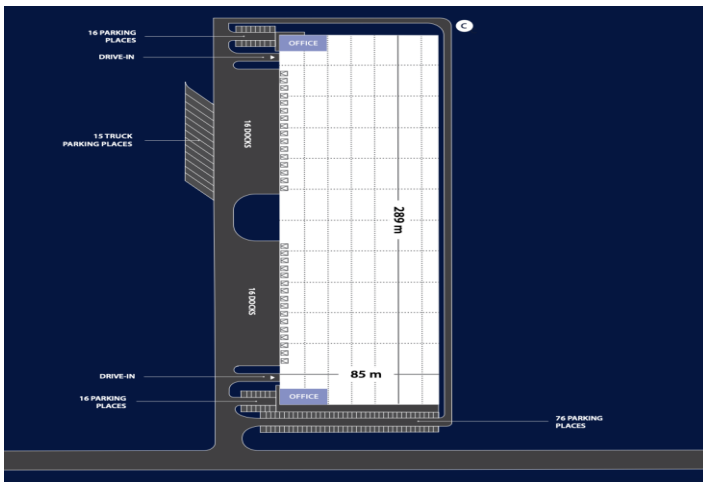 C
16 PARKING
PLACES
OFFICE
DRIVE-IN
15 TRUCK
PARKING PLACES
16 DOCKS
289 m
16 DOCKS
DRIVE-IN
85 m
16 PARKING
PLACES
OFFICE
76 PARKING
PLACES